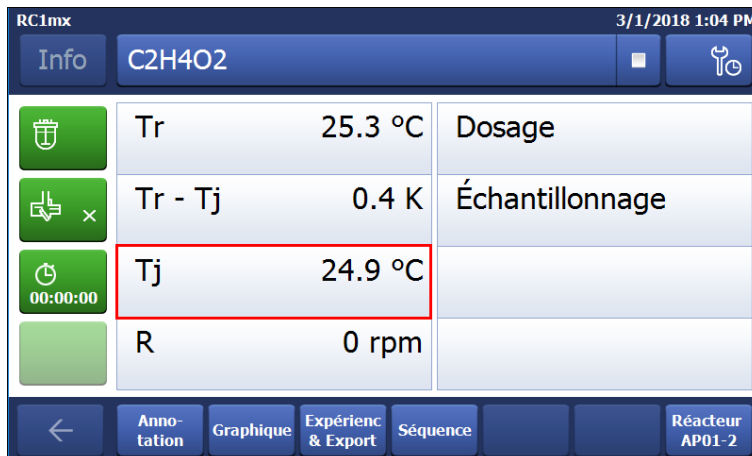 RC1mx 3/1/2018 1:04 PM
Info C2H4O2
Tr 25.3 °C Dosage
Tr - Tj 0.4 K Échantillonnage
Tj 24.9 °C
00:00:00
R 0 rpm
Anno-
tation
Graphique
Expérienc
& Export
Séquence
Réacteur
AP01-2